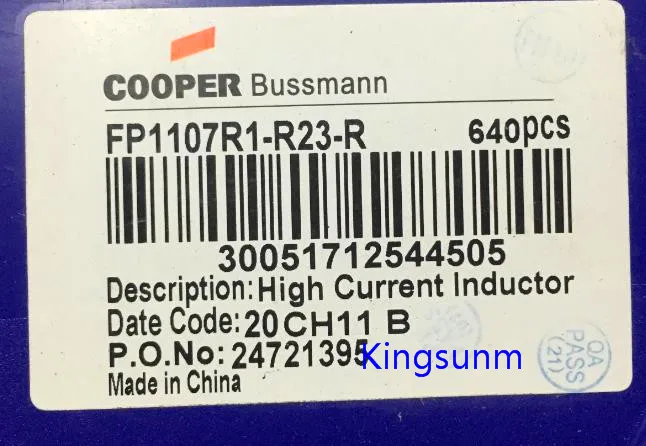 COOPER Bussmann
FP1107R1-R23-R 640pcs
30051712544505
Description:High Current Inductor
Date Code:20CH11 B
P.O.No:24721395
Kingsunm
Made in China
QA
PASS
(21)